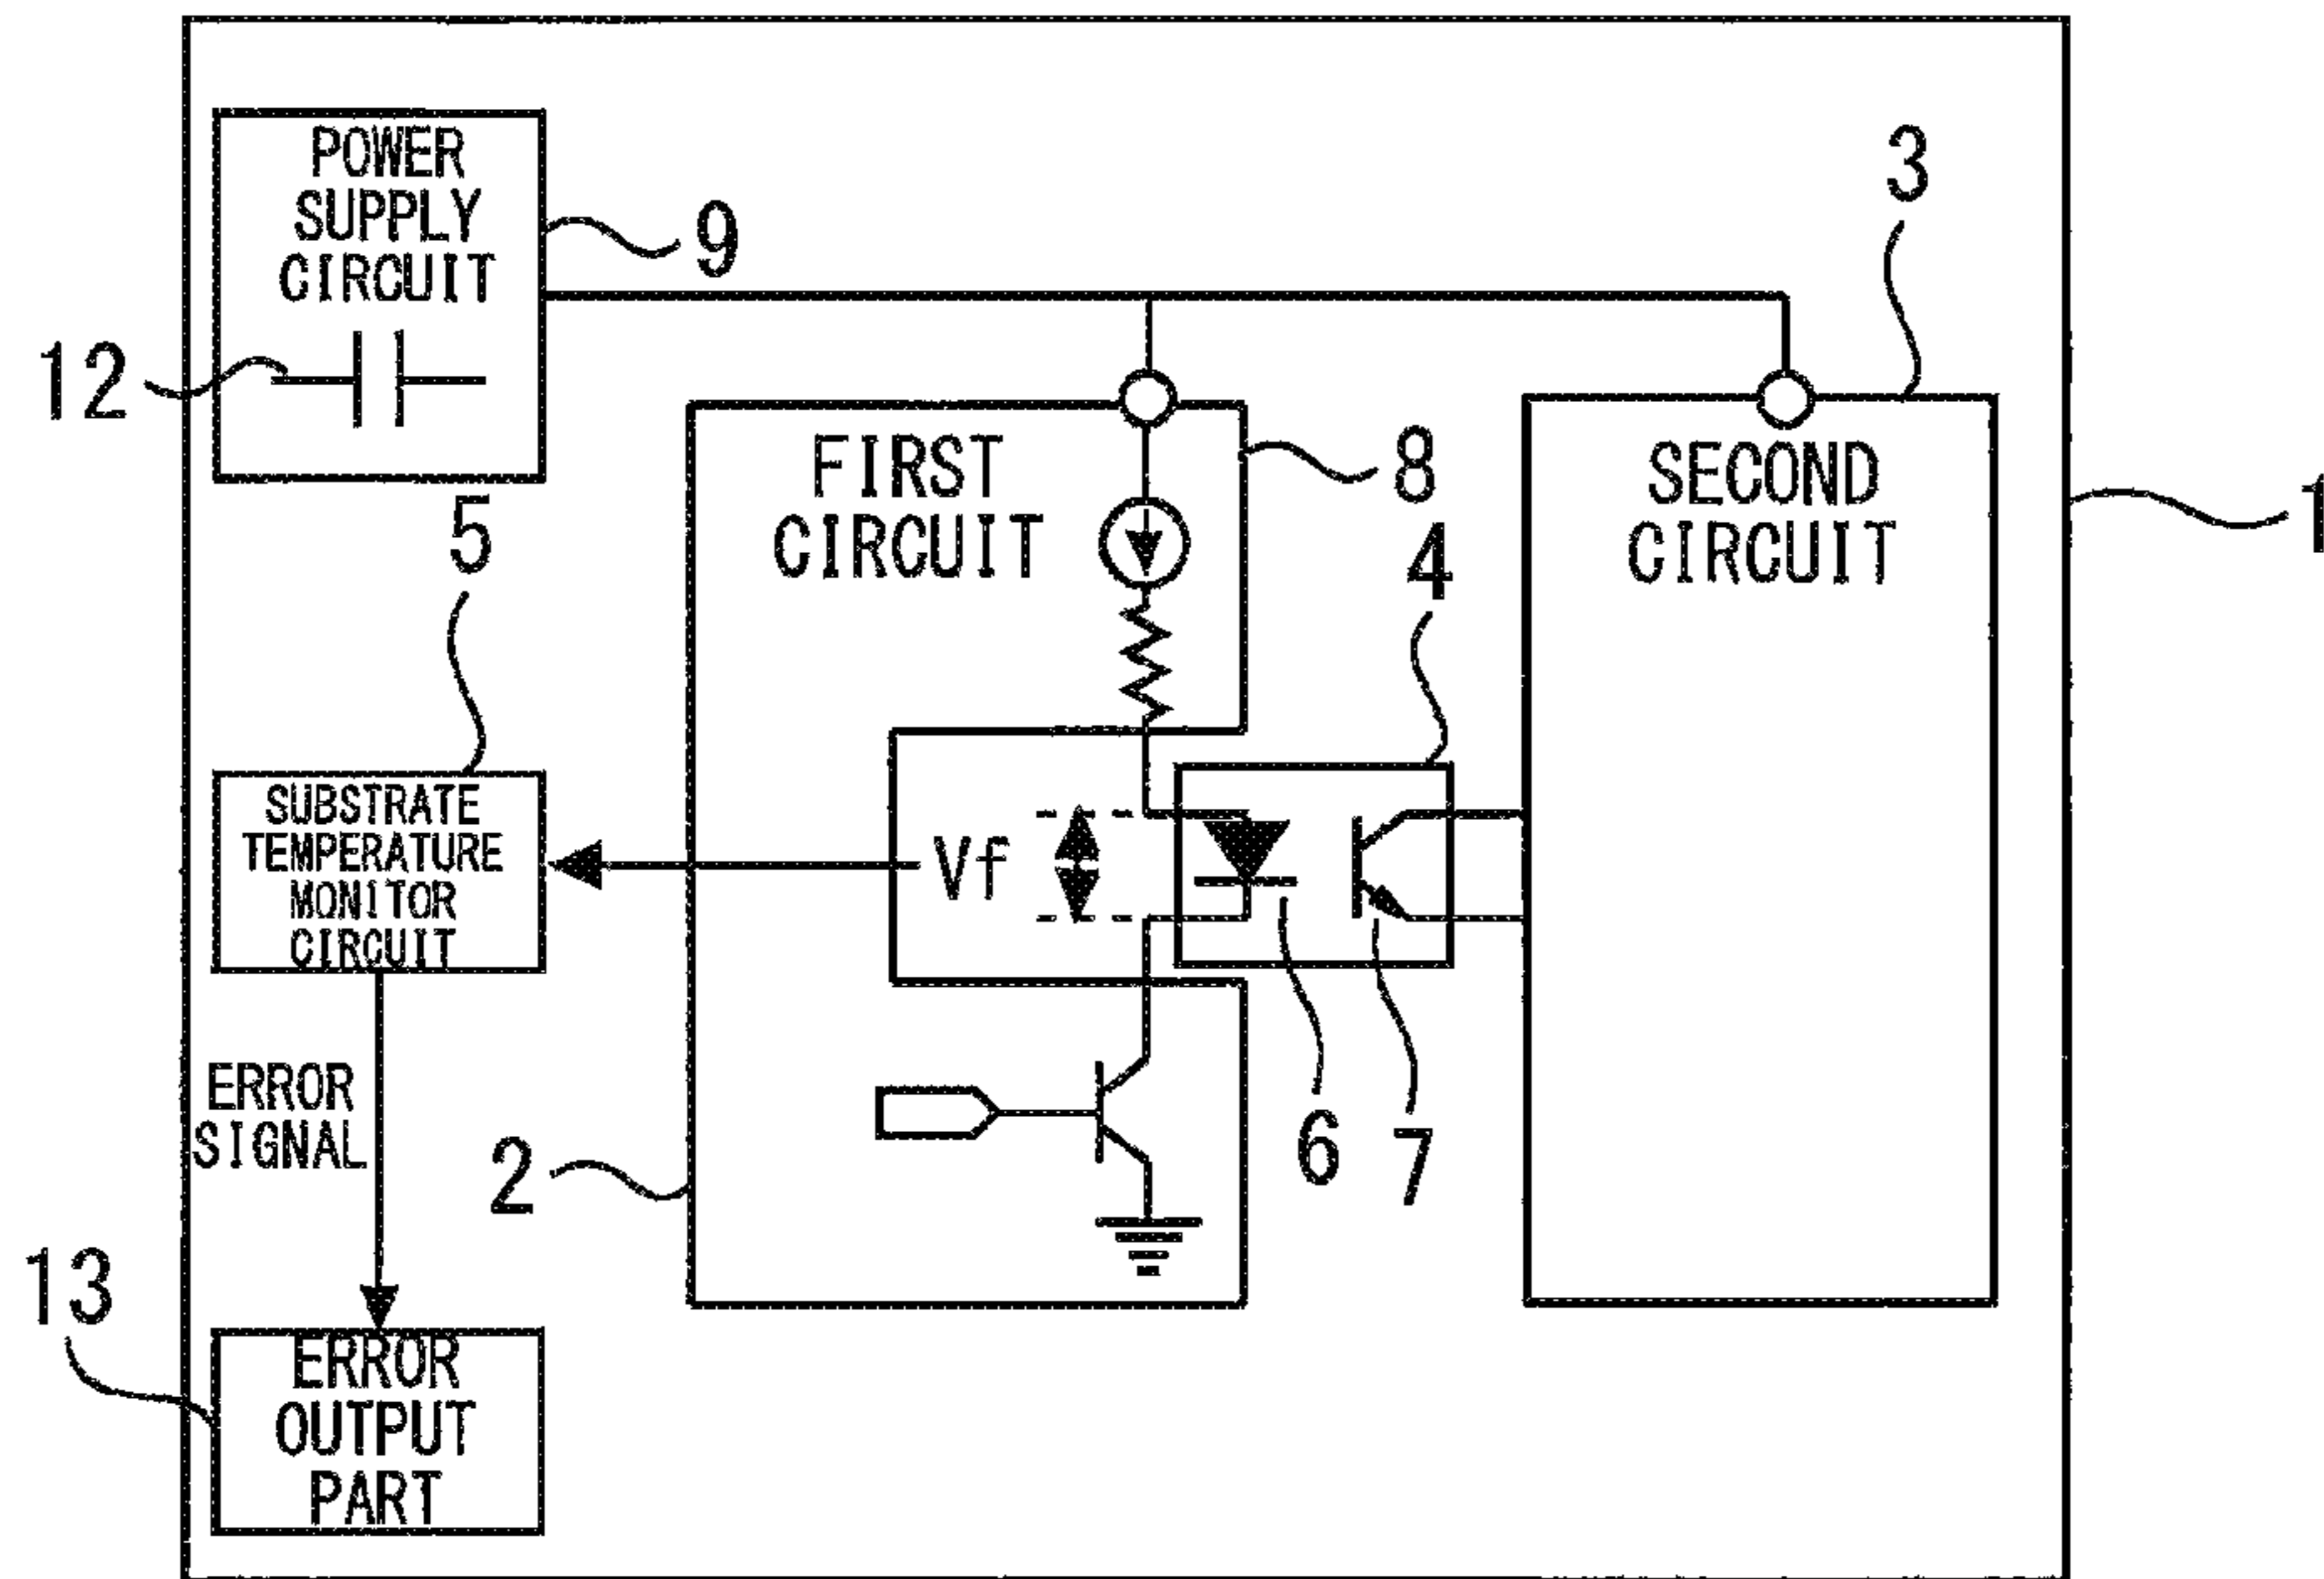 POWER
SUPPLY
CIRCUIT
9
3
12
FIRST
CIRCUIT
8
SECOND
CIRCUIT
1
5
4
SUBSTRATE
TEMPERATURE
MONITOR
CIRCUIT
Vf
ERROR
SIGNAL
2
6
7
13
ERROR
OUTPUT
PART